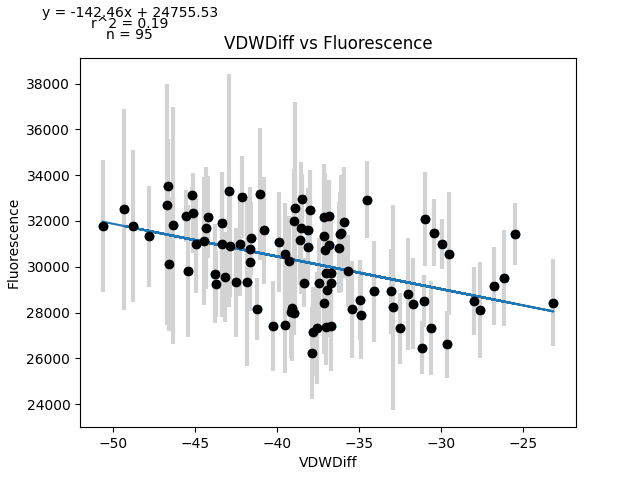 y = -142.46x + 24755.53
r^2 = 0.19
n = 95
VDWDiff vs Fluorescence
38000
36000
34000
32000
30000
28000
26000
24000
Fluorescence
−50
−45
−40
−35
−30
−25
VDWDiff